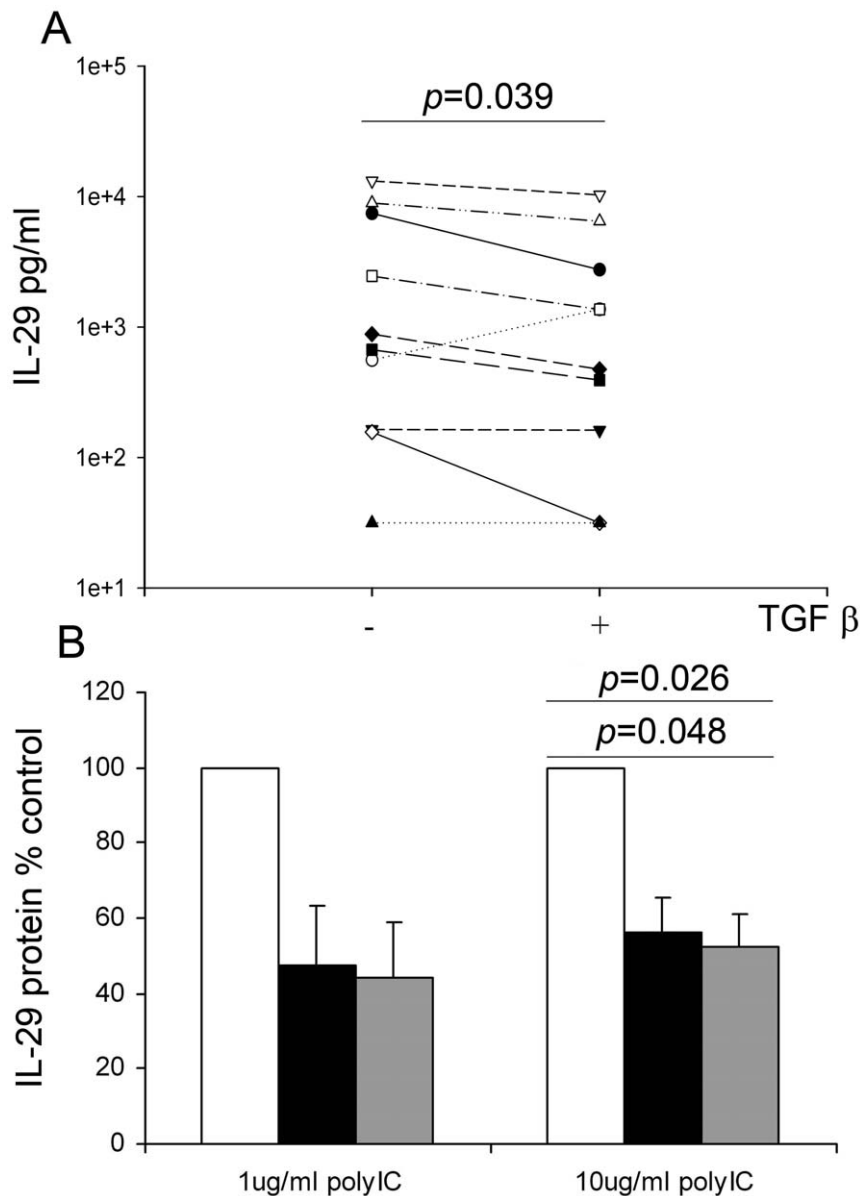 A
1e+5
p=0.039
1e+4
IL-29 pg/ml
1e+3
1e+2
1e+1
- + TGF β
B
p=0.026
120
p=0.048
100
IL-29 protein % control
80
60
40
20
0
1ug/ml polyIC 10ug/ml polyIC